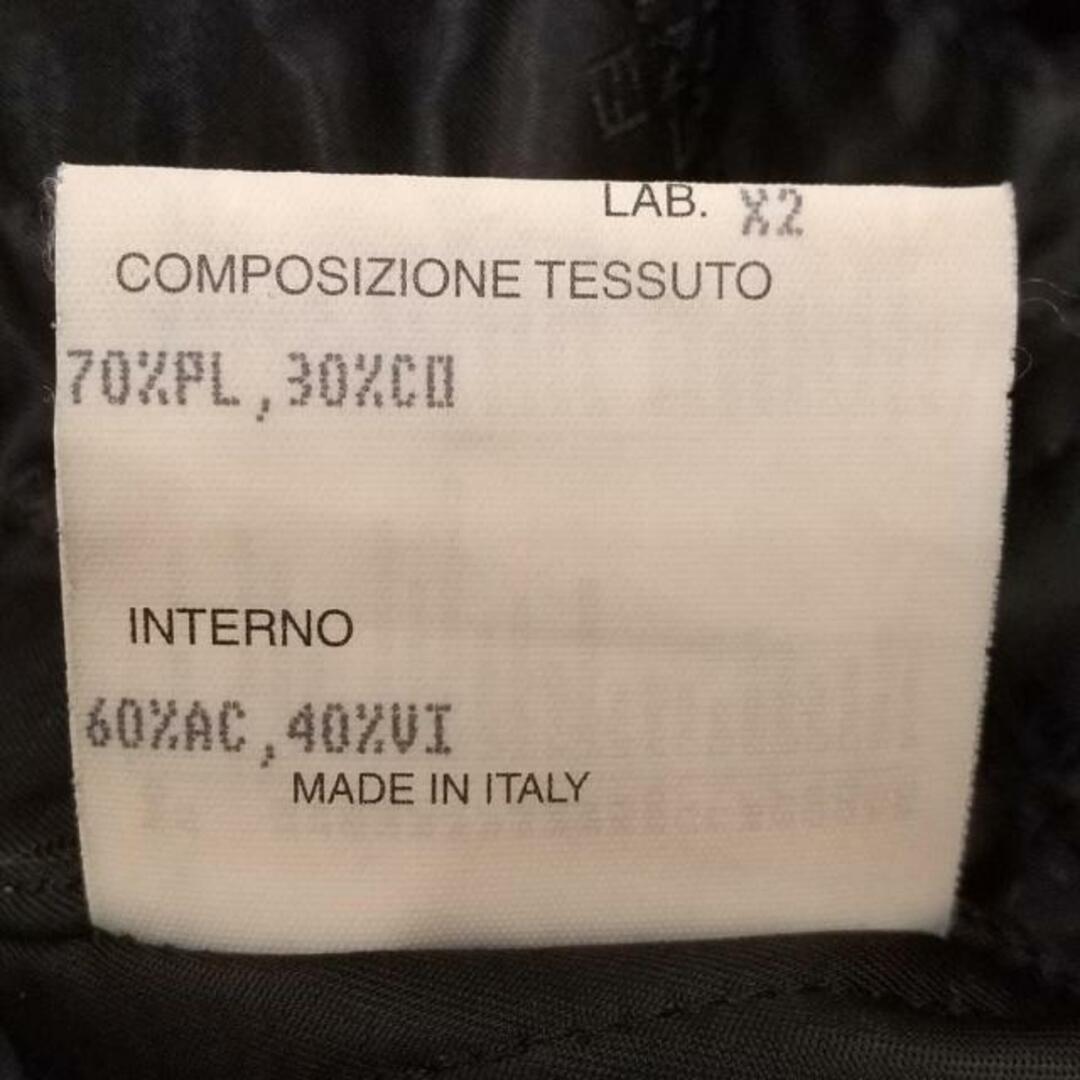 LAB. X2
COMPOSIZIONE TESSUTO
70%PL,30%CO
INTERNO
60%AC,40%VI
MADE IN ITALY